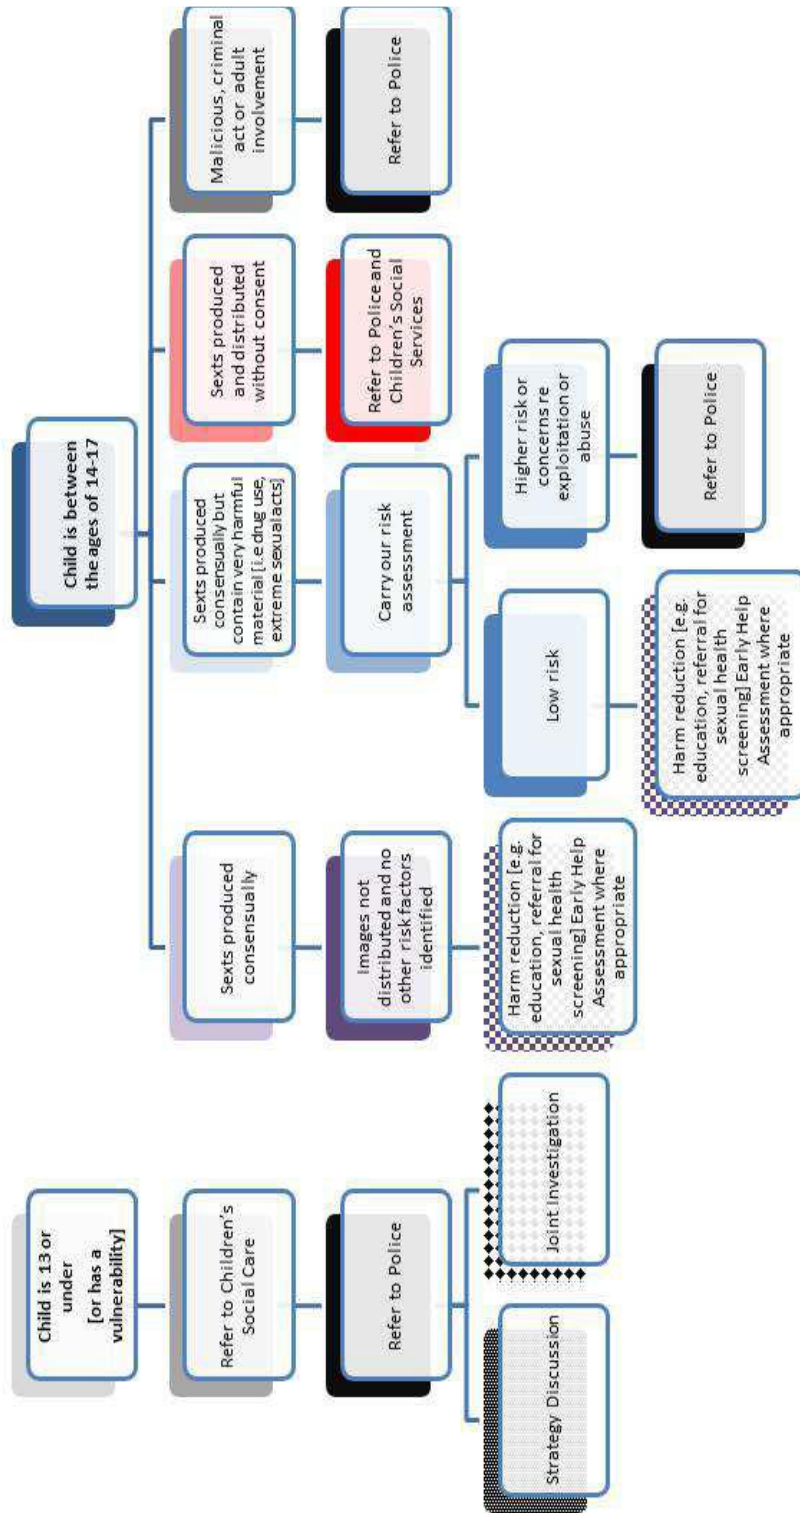 Child is 13 or
under
[or has a
vulnerability]
Refer to Children's
Social Care
Refer to Police
Strategy Discussion
Joint Investigation
Child is between
the ages of 14-17
Sexts produced
consensually
Images not
distributed and no
other risk factors
identified
Harm reduction [e.g.
education, referral for
sexual health
screening] Early Help
Assessment where
appropriate
Sexts produced
consensually but
contain very harmful
material [i.e drug use,
extreme sexual acts]
Carry our risk
assessment
Low risk
Harm reduction [e.g.
education, referral for
sexual health
screening] Early Help
Assessment where
appropriate
Higher risk or
concerns re
exploitation or
abuse
Refer to Police
Sexts produced
and distributed
without consent
Refer to Police and
Children's Social
Services
Malicious, criminal
act or adult
involvement
Refer to Police